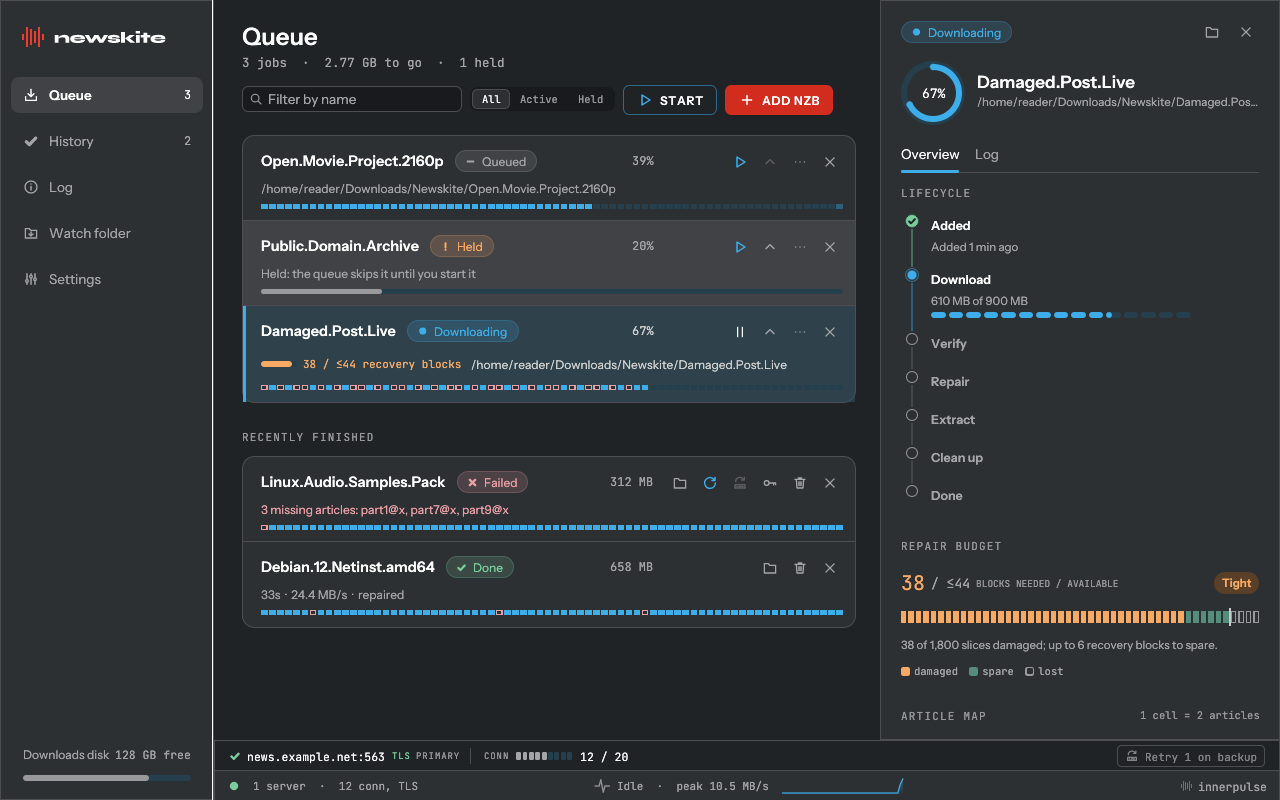 newskite
Queue 3
History 2
Log
Watch folder
Settings
Downloads disk 128 GB free
Queue
3 jobs · 2.77 GB to go · 1 held
Filter by name
All Active Held
START
ADD NZB
Open.Movie.Project.2160p Queued 39%
/home/reader/Downloads/Newskite/Open.Movie.Project.2160p
Public.Domain.Archive Held 20%
Held: the queue skips it until you start it
Damaged.Post.Live Downloading 67%
38 / ≤44 recovery blocks /home/reader/Downloads/Newskite/Damaged.Post.Live
RECENTLY FINISHED
Linux.Audio.Samples.Pack Failed 312 MB
3 missing articles: part1@x, part7@x, part9@x
Debian.12.Netinst.amd64 Done 658 MB
33s · 24.4 MB/s · repaired
Downloading
67%
Damaged.Post.Live
/home/reader/Downloads/Newskite/Damaged.Pos...
Overview Log
LIFECYCLE
Added
Added 1 min ago
Download
610 MB of 900 MB
Verify
Repair
Extract
Clean up
Done
REPAIR BUDGET
38 / ≤44 BLOCKS NEEDED / AVAILABLE Tight
38 of 1,800 slices damaged; up to 6 recovery blocks to spare.
damaged spare lost
ARTICLE MAP 1 cell = 2 articles
news.example.net:563 TLS PRIMARY CONN 12 / 20
Retry 1 on backup
1 server · 12 conn, TLS
Idle · peak 10.5 MB/s
innerpulse